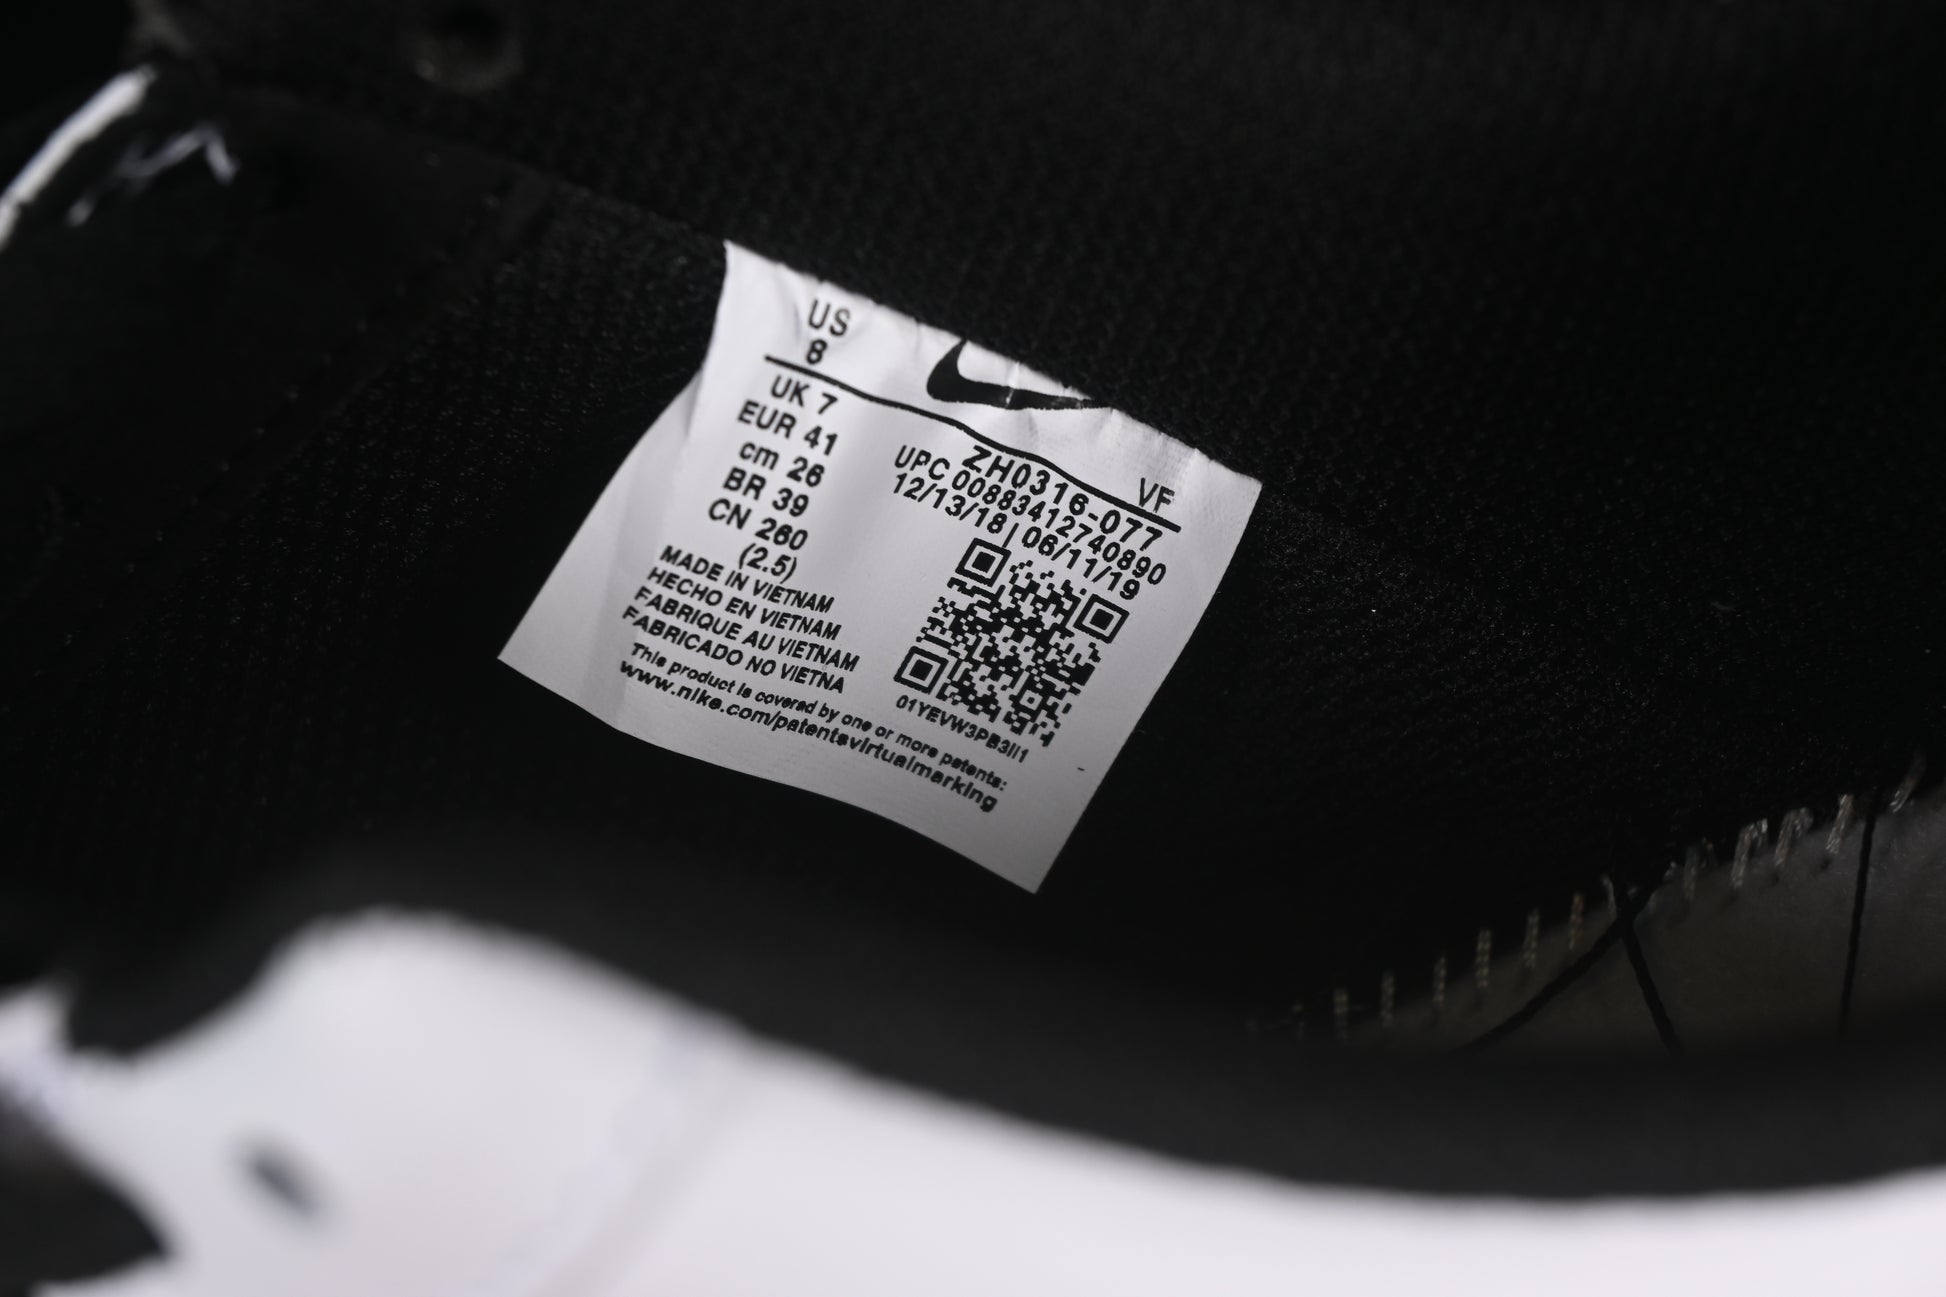 US
8
UK 7
EUR 41
cm 26
BR 39
CN 260
(2.5)
MADE IN VIETNAM
HECHO EN VIETNAM
FABRIQUE AU VIETNAM
FABRICADO NO VIETNA
This product is covered by one or more patents:
www.nike.com/patentsvirtualmarking
VF
ZH0316-077
UPC 00883412740890
12/13/18 | 06/11/19
01YEVW3PB3II1